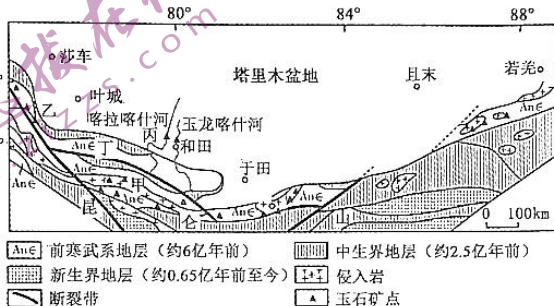 80° 84° 88°
莎车
塔里木盆地
且末
若羌
乙
叶城
喀拉喀什河
丙
玉龙喀什河
和田
An∈
丁
于田
An∈
甲
An∈
An∈
An∈
An∈
昆
仑
山
0 100km
An∈ 前寒武系地层（约6亿年前）
中生界地层（约2.5亿年前）
新生界地层（约0.65亿年前至今）
侵入岩
断裂带
玉石矿点